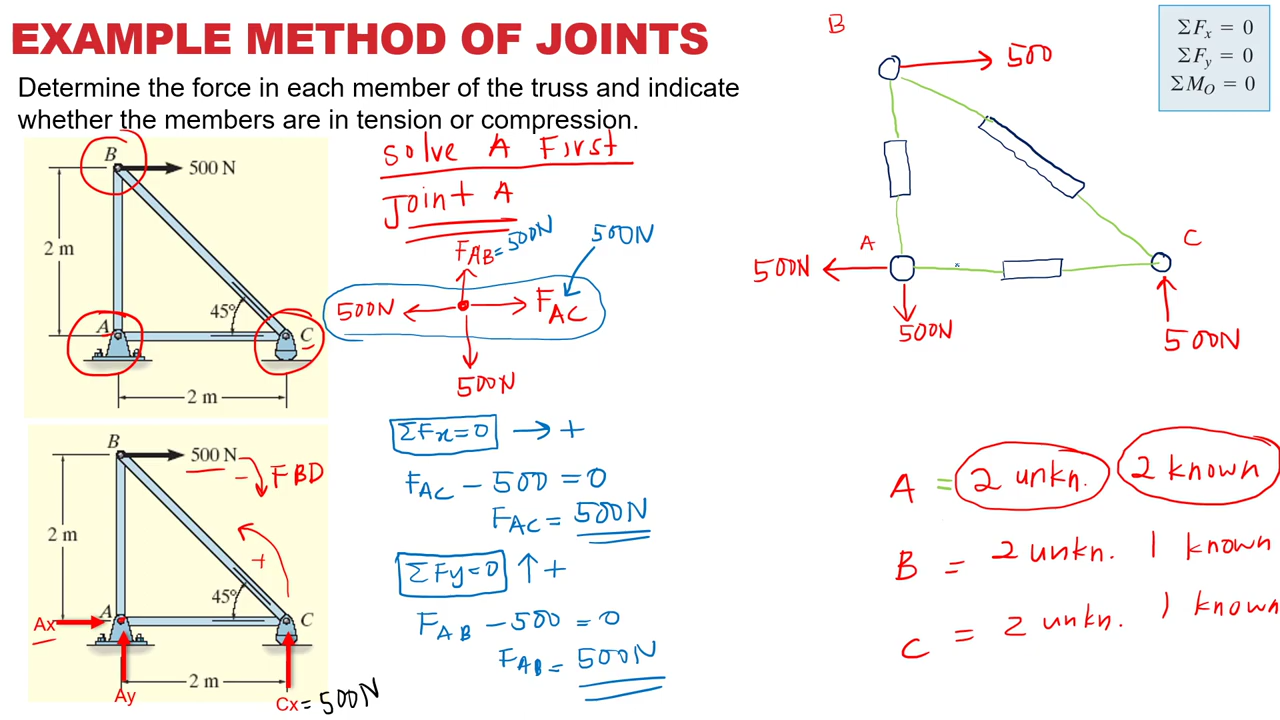 EXAMPLE METHOD OF JOINTS
Determine the force in each member of the truss and indicate
whether the members are in tension or compression.
B
500 N
2 m
A
45°
C
2 m
B
500 N
− FBD
2 m
+
45°
A
Ax
C
2 m
Ay
Cx = 500N
Solve A First
Joint A
FAB = 500N
500N
500N
FAC
500N
ΣFx=0 → +
FAC − 500 = 0
FAC = 500N
ΣFy=0 ↑ +
FAB − 500 = 0
FAB = 500N
B
500
A
C
500N
500N
500N
ΣFx = 0
ΣFy = 0
ΣMO = 0
A = 2 unkn. 2 known
B = 2 unkn. 1 known
C = 2 unkn. 1 known